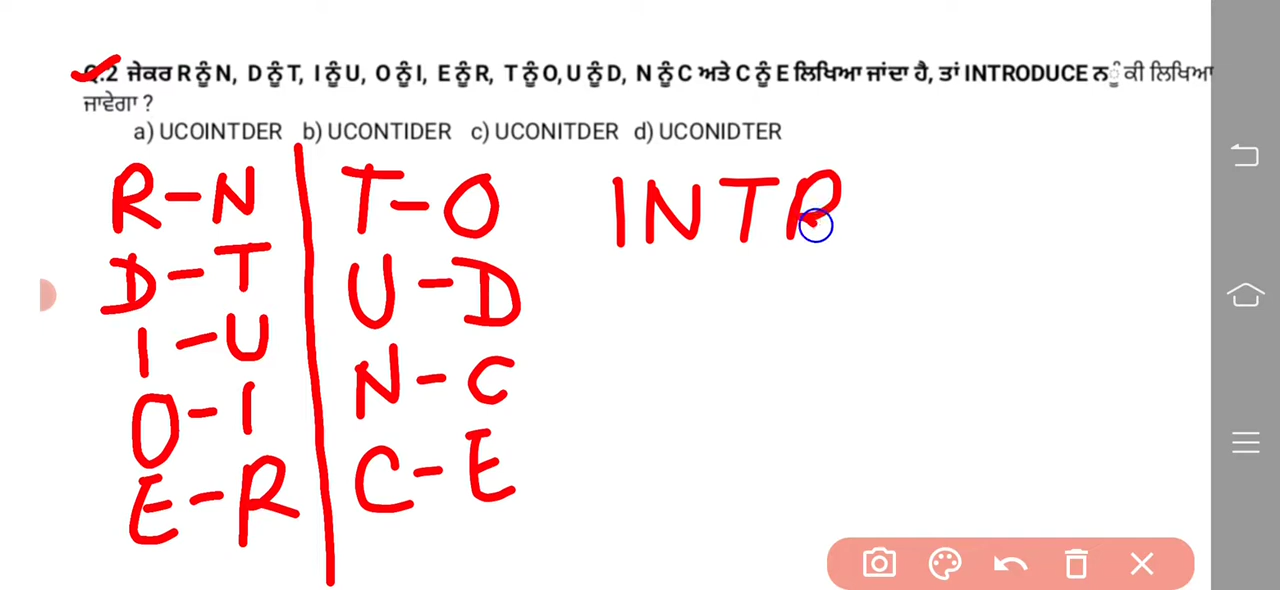 Q.2 ਜੇਕਰ R ਨੂੰ N, D ਨੂੰ T, I ਨੂੰ U, O ਨੂੰ I, E ਨੂੰ R, T ਨੂੰ O, U ਨੂੰ D, N ਨੂੰ C ਅਤੇ C ਨੂੰ E ਲਿਖਿਆ ਜਾਂਦਾ ਹੈ, ਤਾਂ INTRODUCE ਨੂੰ ਕੀ ਲਿਖਿਆ
ਜਾਵੇਗਾ ?
a) UCOINTDER b) UCONTIDER c) UCONITDER d) UCONIDTER
R-N
D-T
I-U
O-I
E-R
T-O
U-D
N-C
C-E
INTR